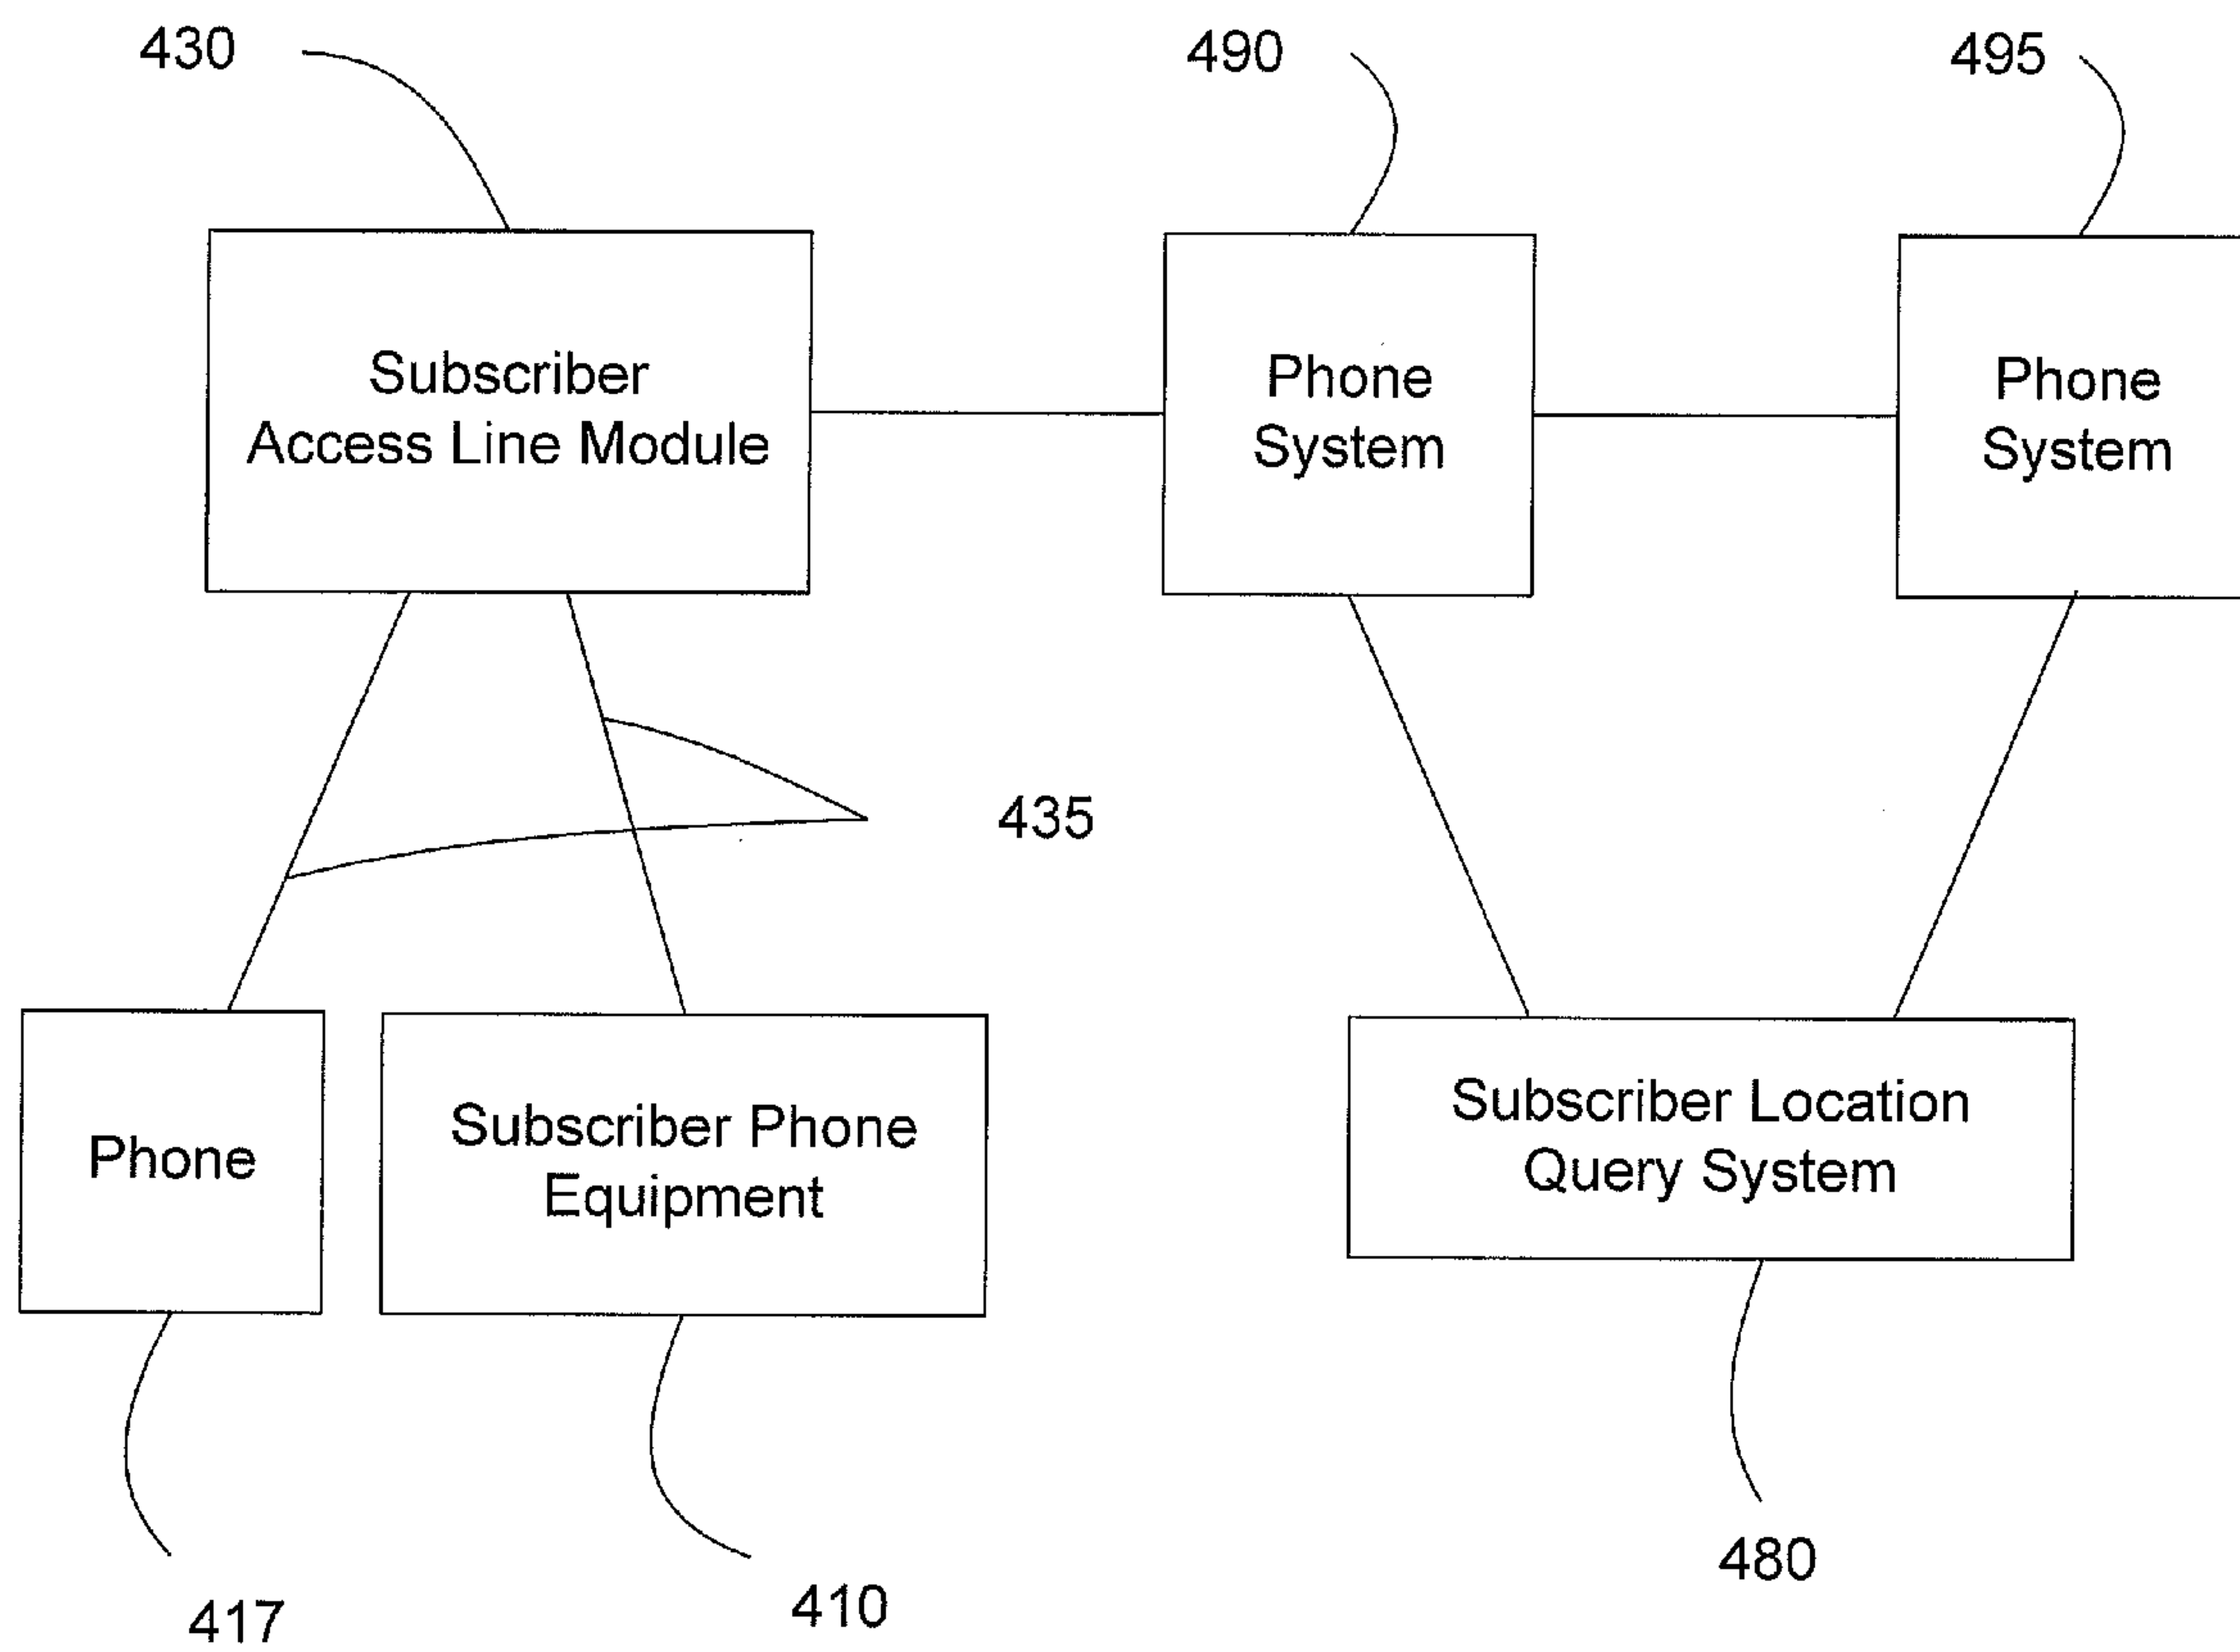 430
490
495
Subscriber
Access Line Module
Phone
System
Phone
System
435
Phone
Subscriber Phone
Equipment
Subscriber Location
Query System
417
410
480